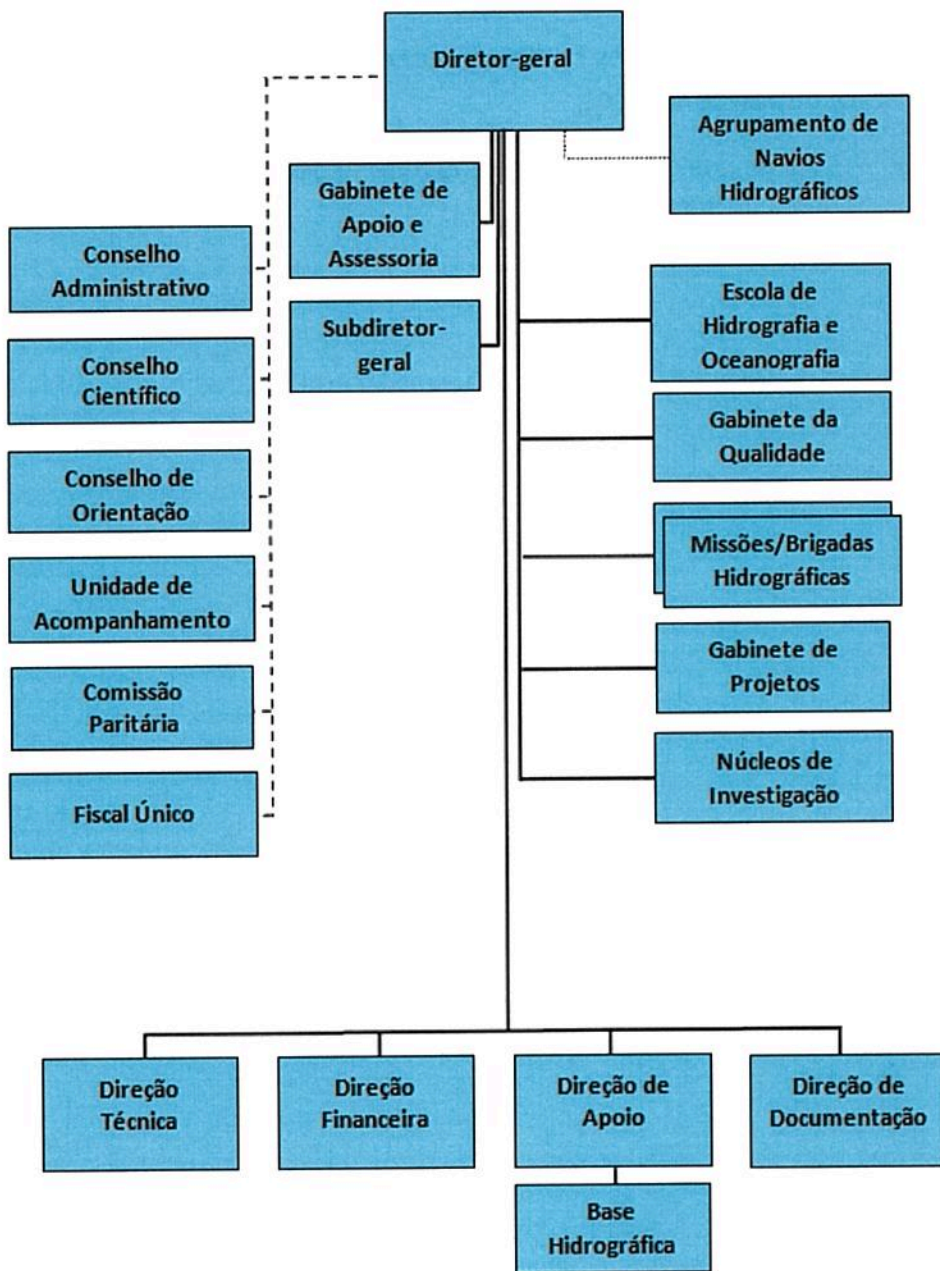 Diretor-geral
Agrupamento de
Navios
Hidrográficos
Gabinete de
Apoio e
Assessoria
Subdiretor-
geral
Conselho
Administrativo
Conselho
Científico
Conselho de
Orientação
Unidade de
Acompanhamento
Comissão
Paritária
Fiscal Único
Escola de
Hidrografia e
Oceanografia
Gabinete da
Qualidade
Missões/Brigadas
Hidrográficas
Gabinete de
Projetos
Núcleos de
Investigação
Direção
Técnica
Direção
Financeira
Direção de
Apoio
Direção de
Documentação
Base
Hidrográfica